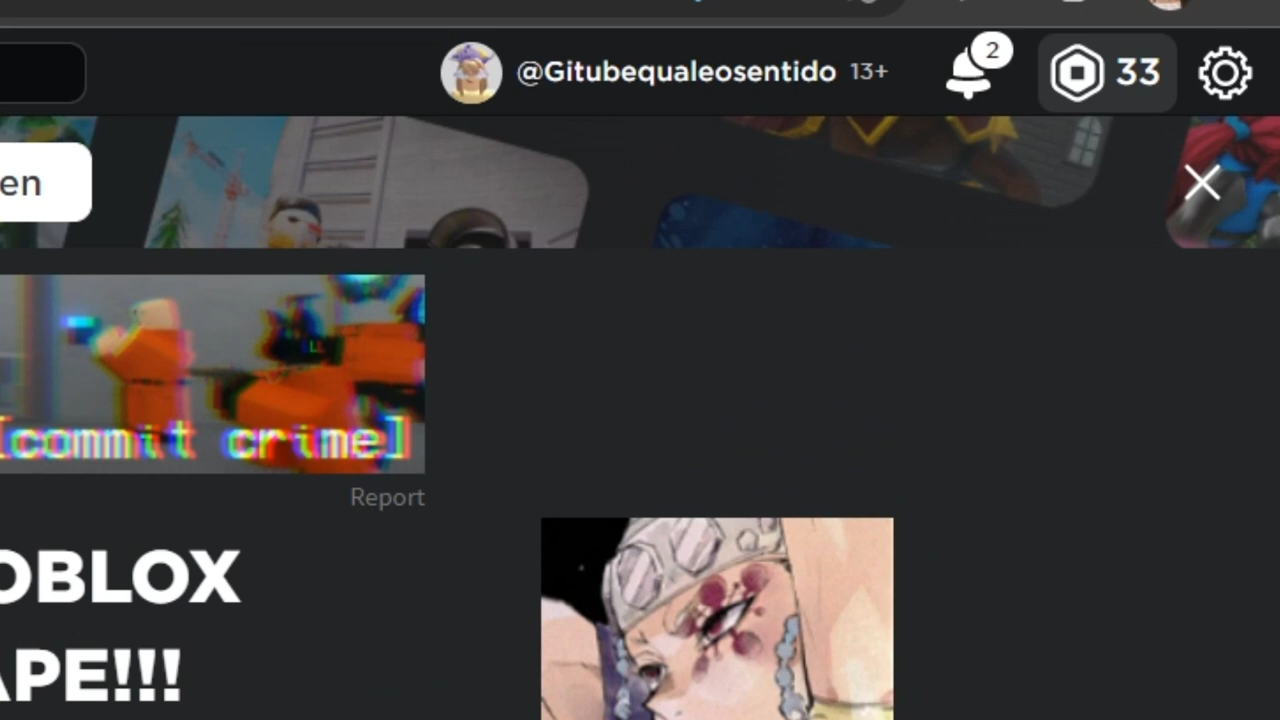 @Gitubequaleosentido 13+ 2 33
en
[commit crime]
Report
OBLOX
APE!!!